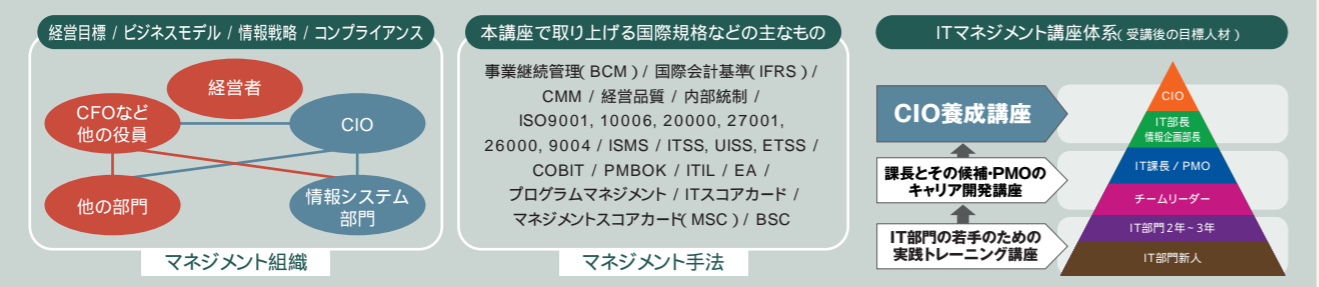 経営目標 / ビジネスモデル / 情報戦略 / コンプライアンス
経営者
CFOなど
他の役員
CIO
他の部門
情報システム
部門
マネジメント組織
本講座で取り上げる国際規格などの主なもの
事業継続管理( BCM ) / 国際会計基準( IFRS ) /
CMM / 経営品質 / 内部統制 /
ISO9001, 10006, 20000, 27001,
26000, 9004 / ISMS / ITSS, UISS, ETSS /
COBIT / PMBOK / ITIL / EA /
プログラムマネジメント / ITスコアカード /
マネジメントスコアカード( MSC ) / BSC
マネジメント手法
ITマネジメント講座体系( 受講後の目標人材 )
CIO養成講座
課長とその候補・PMOの
キャリア開発講座
IT部門の若手のための
実践トレーニング講座
CIO
IT部長
情報企画部長
IT課長 / PMO
チームリーダー
IT部門 2年~3年
IT部門新人